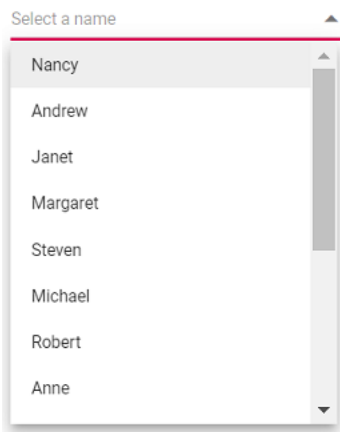 Select a name
Nancy
Andrew
Janet
Margaret
Steven
Michael
Robert
Anne